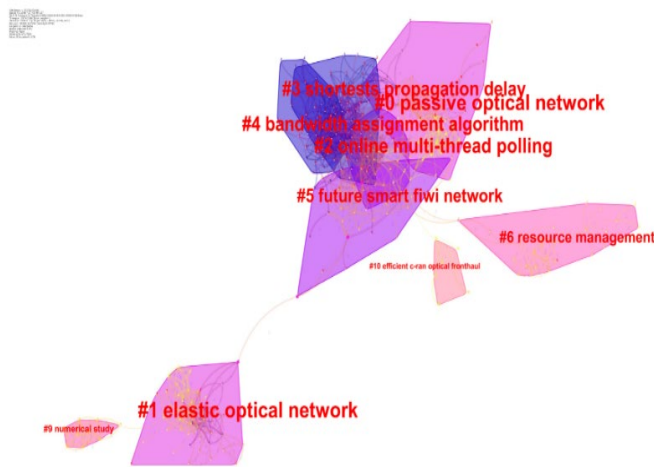 #3 shortests propagation delay
#0 passive optical network
#4 bandwidth assignment algorithm
#2 online multi-thread polling
#5 future smart fiwi network
#6 resource management
#10 efficient c-ran optical fronthaul
#1 elastic optical network
#9 numerical study